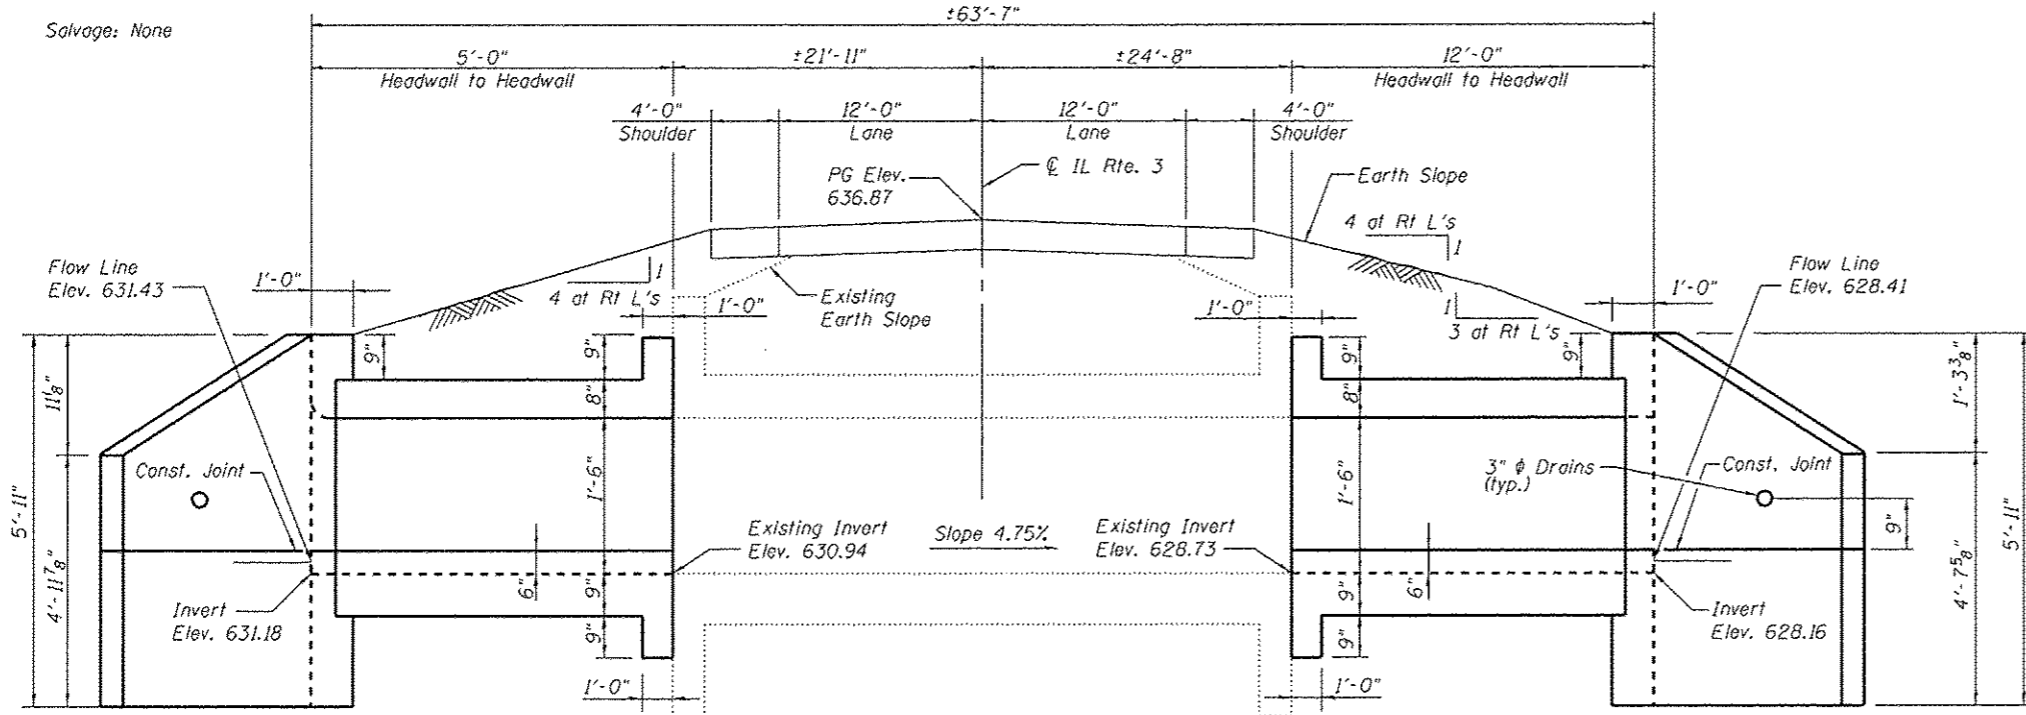 Salvage: None
±63'-7"
5'-0"
Headwall to Headwall
±21'-11"
±24'-8"
12'-0"
Headwall to Headwall
4'-0"
Shoulder
12'-0"
Lane
12'-0"
Lane
4'-0"
Shoulder
PG Elev.
636.87
℄ IL Rte. 3
Earth Slope
4 at Rt L's
1
Flow Line
Elev. 631.43
1'-0"
1
4 at Rt L's
1'-0"
Existing
Earth Slope
1'-0"
1
3 at Rt L's
1'-0"
Flow Line
Elev. 628.41
9"
9"
9"
9"
8"
8"
11⅛"
1'-3⅜"
Const. Joint
1'-6"
1'-6"
3" ϕ Drains
(typ.)
Const. Joint
9"
5'-11"
5'-11"
4'-11⅞"
4'-7⅝"
Existing Invert
Elev. 630.94
Slope 4.75%
Existing Invert
Elev. 628.73
6"
9"
9"
6"
Invert
Elev. 631.18
9"
9"
Invert
Elev. 628.16
1'-0"
1'-0"